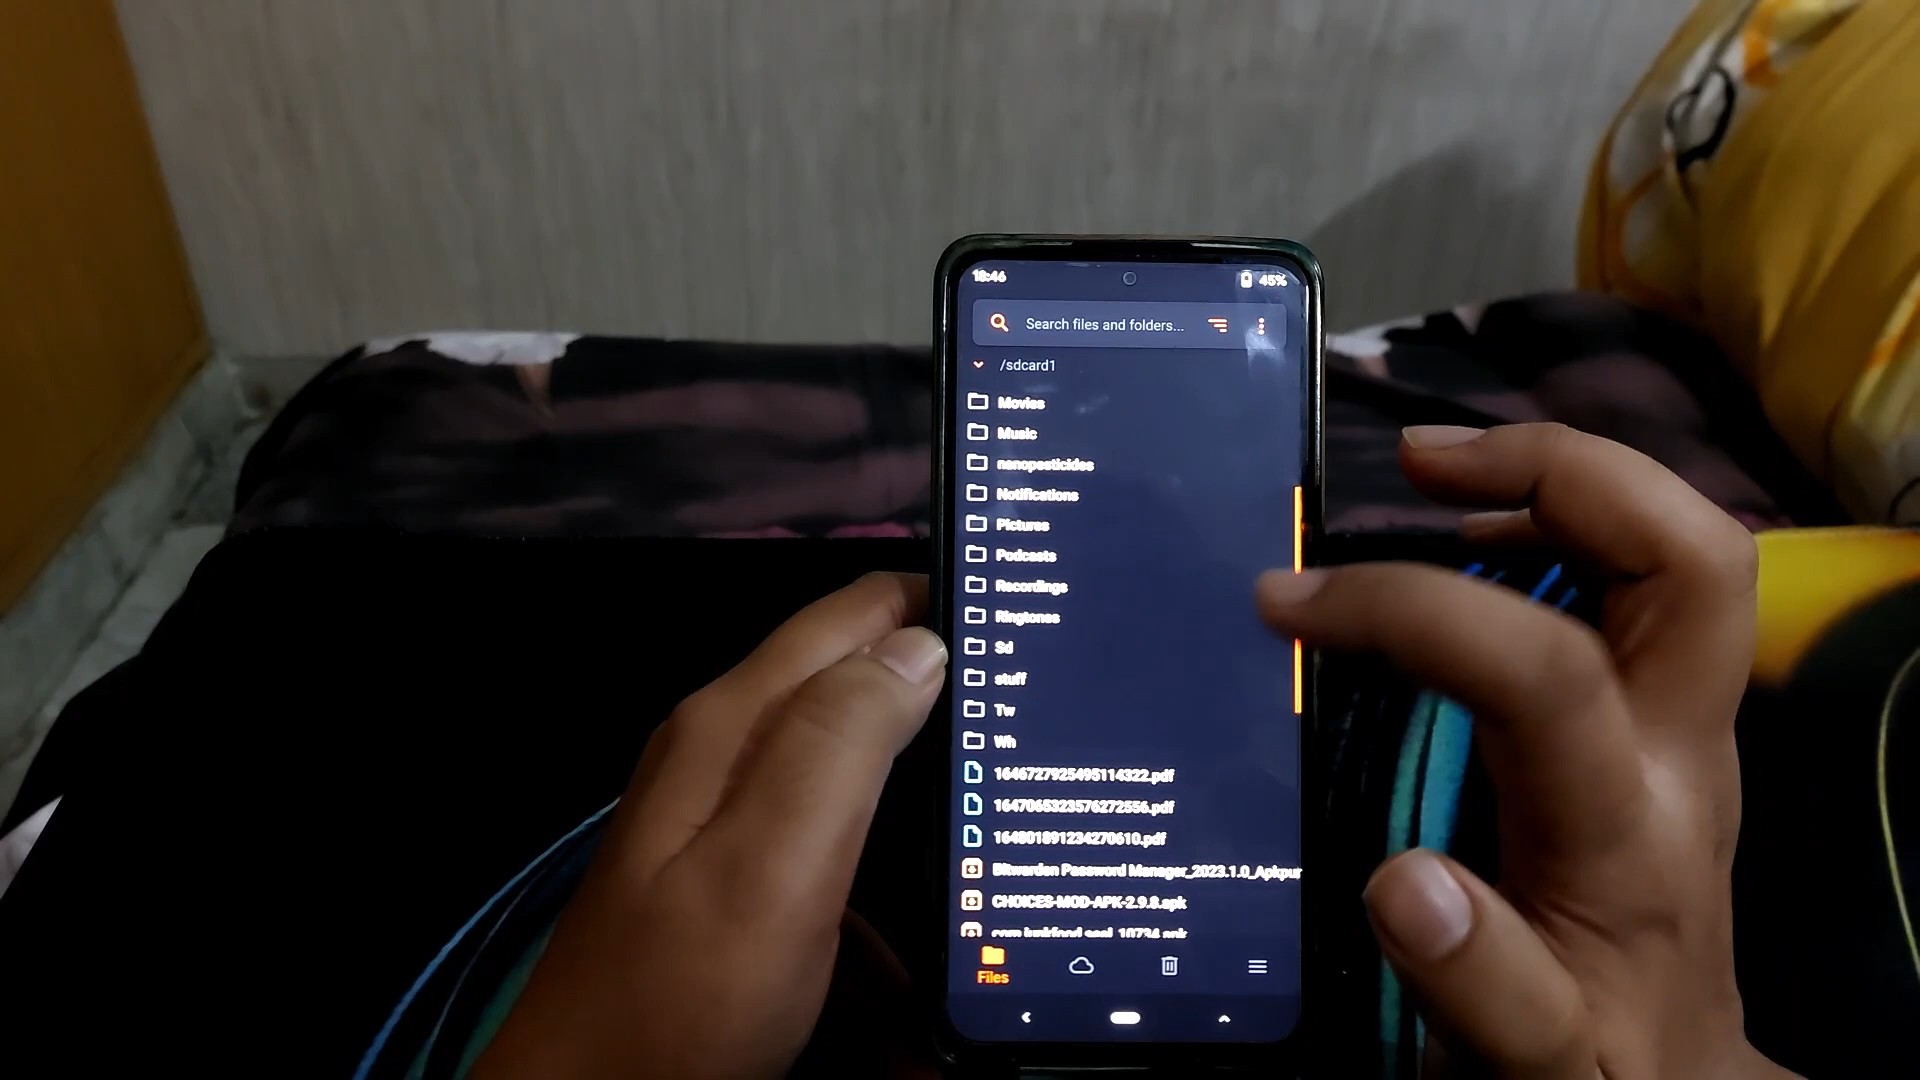 18:46
45%
Search files and folders...
/sdcard1
Movies
Music
nanopesticides
Notifications
Pictures
Podcasts
Recordings
Ringtones
Sd
stuff
Tw
Wh
1646727925495114322.pdf
1647065323576272556.pdf
164801891234270610.pdf
Bitwarden Password Manager_2023.1.0_Apkpur
CHOICES-MOD-APK-2.9.8.apk
Files